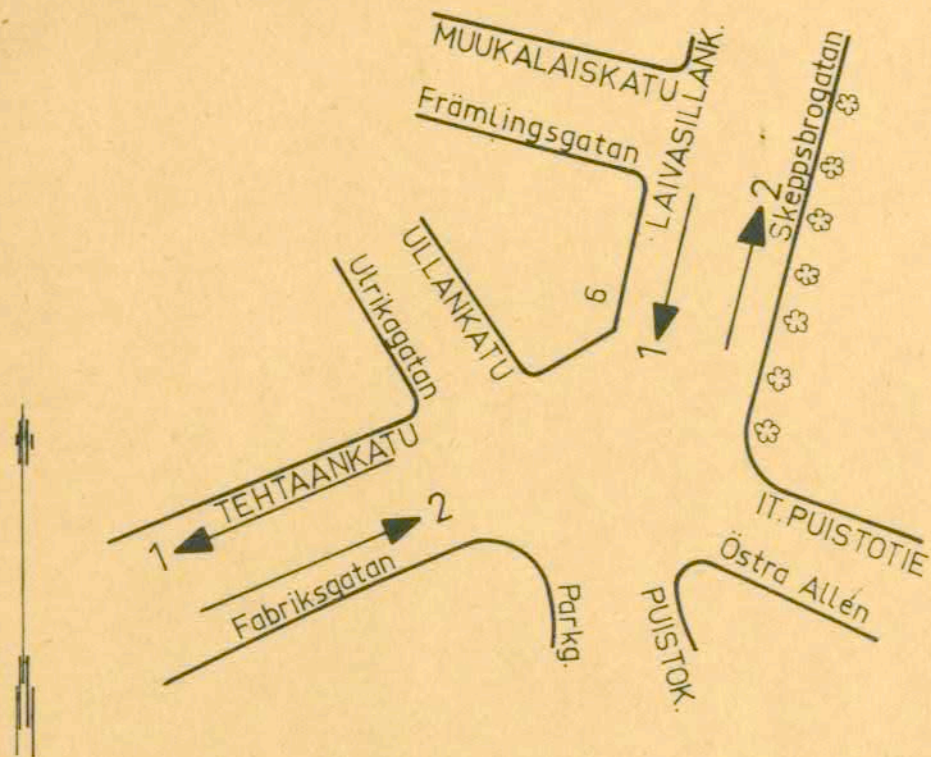 MUUKALAISKATU
Främlingsgatan
LAIVASILLANK.
Skeppsbrogatan
2
1
6
ULLANKATU
Ulrikagatan
TEHTAANKATU
1
2
Fabriksgatan
Parkg.
PUISTOK.
IT.PUISTOTIE
Östra Allén